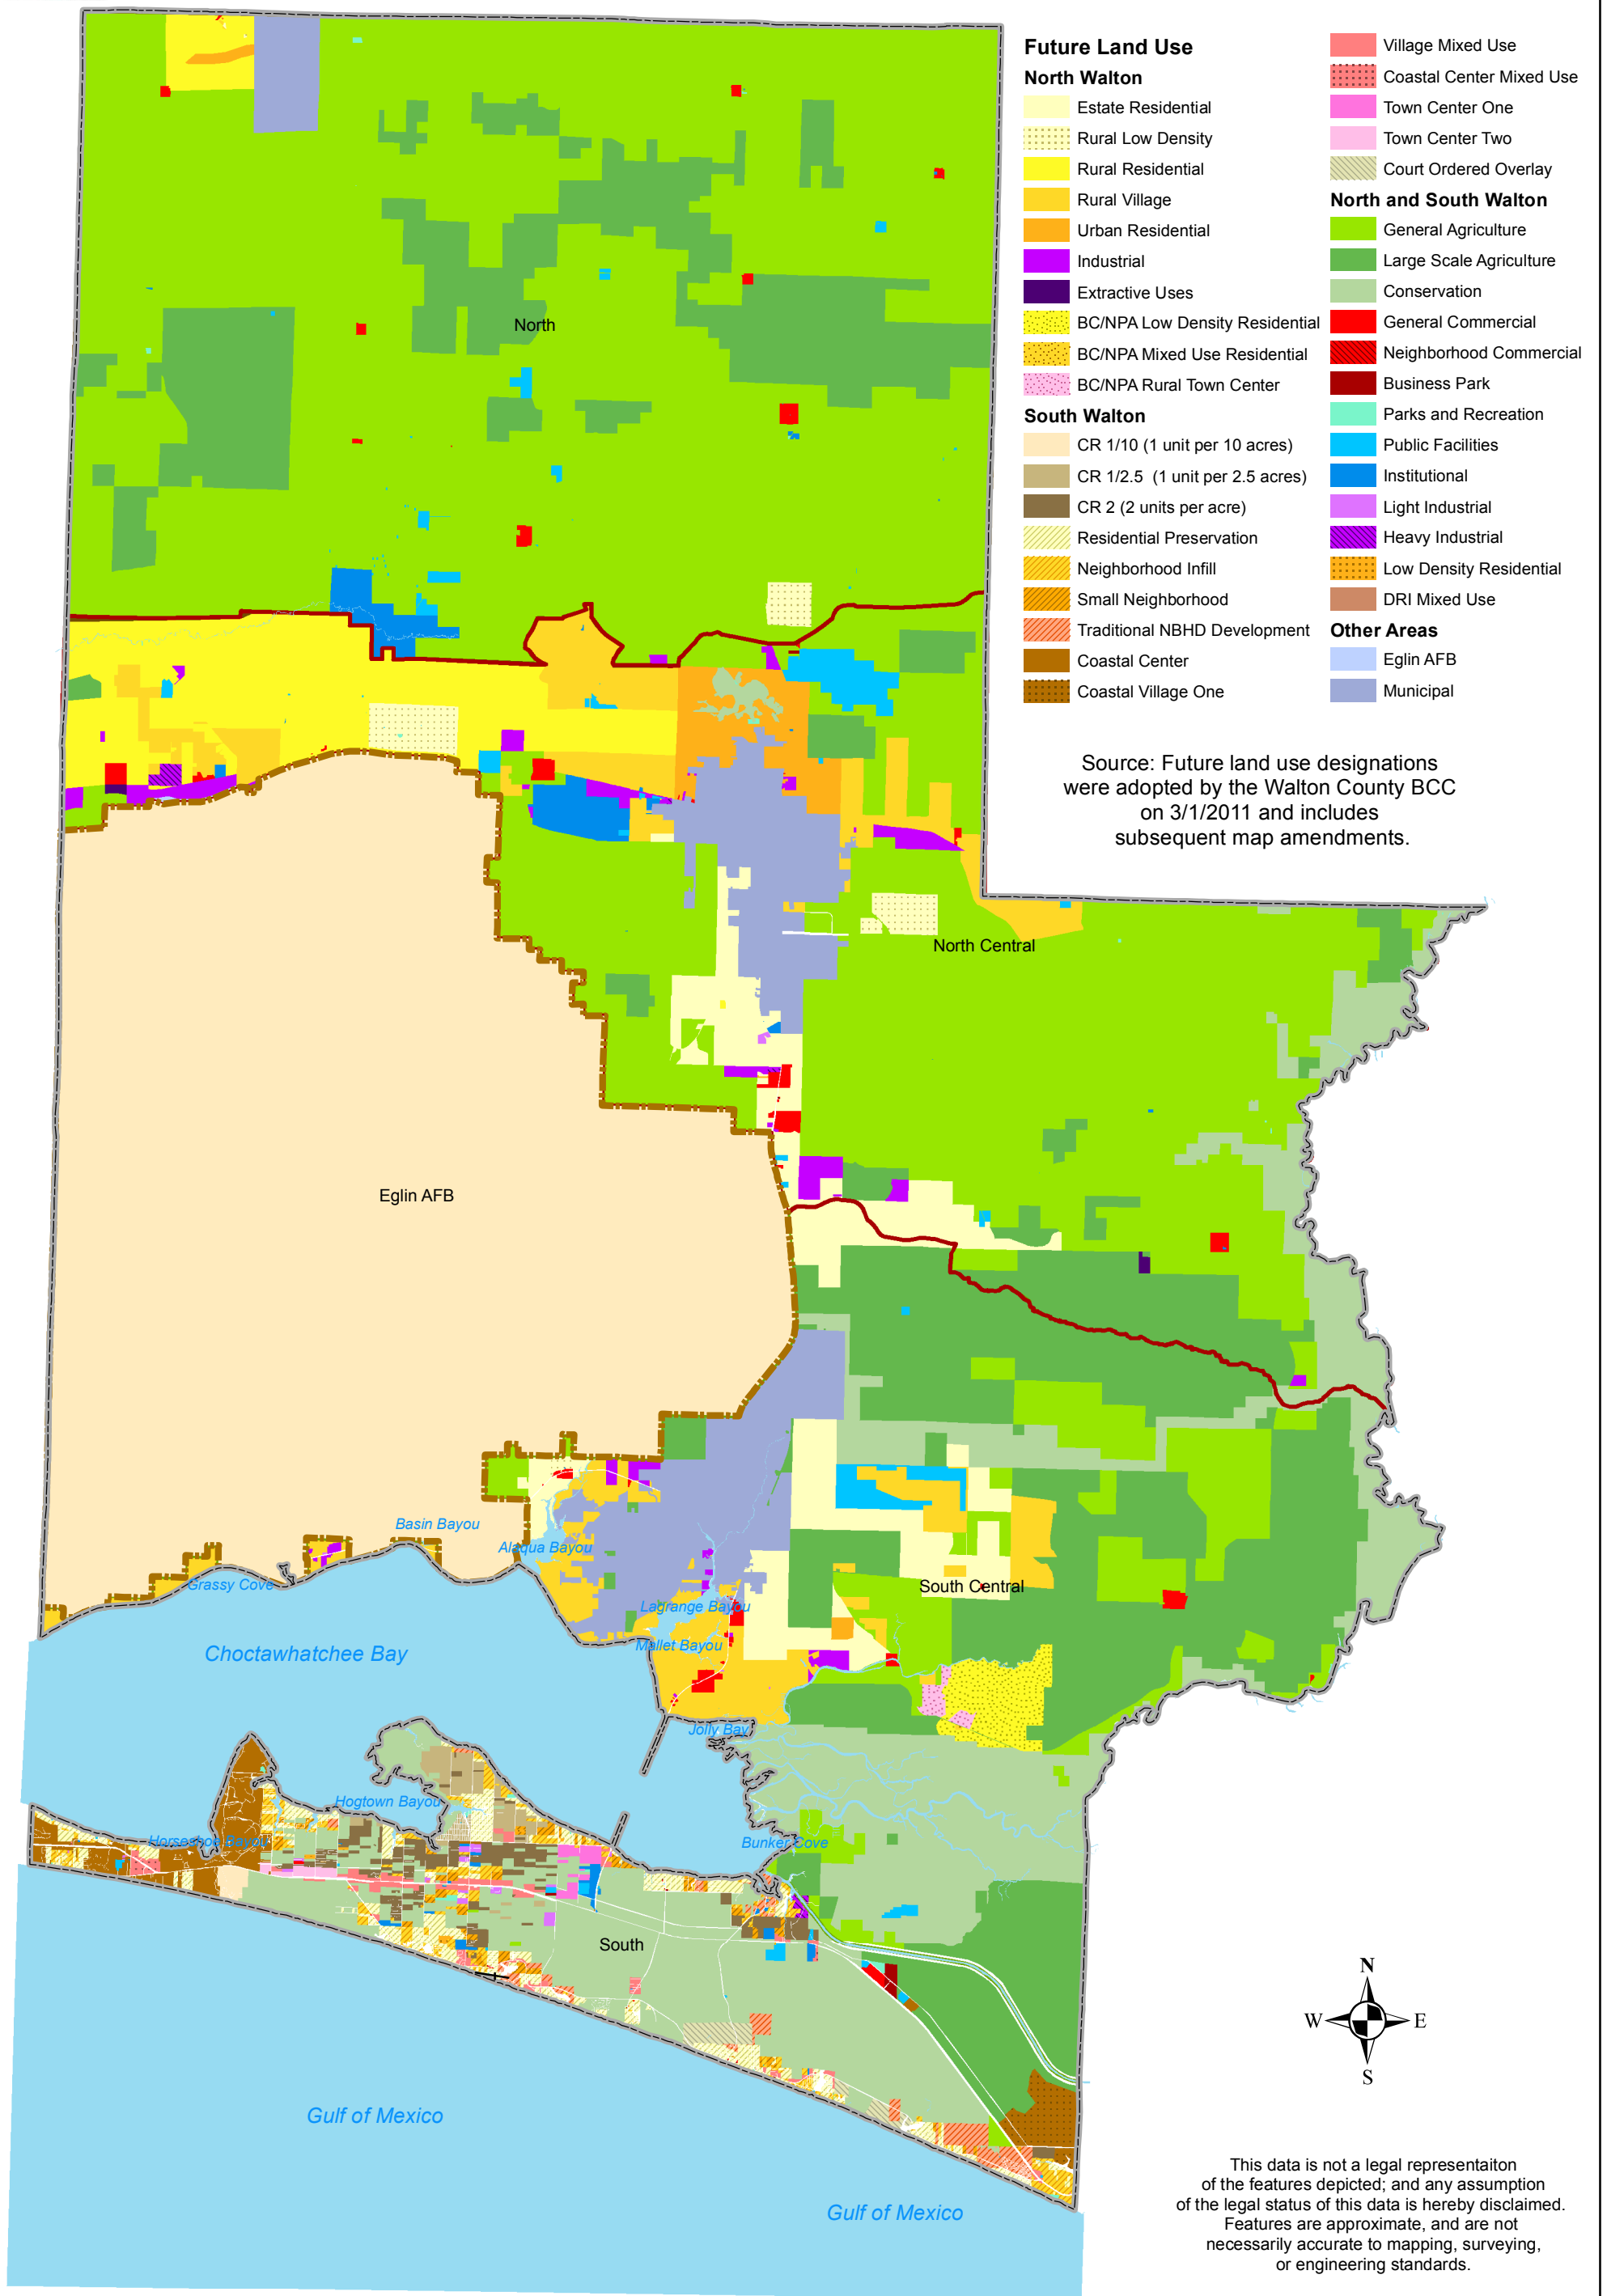 Future Land Use
North Walton
Estate Residential
Rural Low Density
Rural Residential
Rural Village
Urban Residential
Industrial
Extractive Uses
BC/NPA Low Density Residential
BC/NPA Mixed Use Residential
BC/NPA Rural Town Center
South Walton
CR 1/10 (1 unit per 10 acres)
CR 1/2.5 (1 unit per 2.5 acres)
CR 2 (2 units per acre)
Residential Preservation
Neighborhood Infill
Small Neighborhood
Traditional NBHD Development
Coastal Center
Coastal Village One
Village Mixed Use
Coastal Center Mixed Use
Town Center One
Town Center Two
Court Ordered Overlay
North and South Walton
General Agriculture
Large Scale Agriculture
Conservation
General Commercial
Neighborhood Commercial
Business Park
Parks and Recreation
Public Facilities
Institutional
Light Industrial
Heavy Industrial
Low Density Residential
DRI Mixed Use
Other Areas
Eglin AFB
Municipal
Source: Future land use designations
were adopted by the Walton County BCC
on 3/1/2011 and includes
subsequent map amendments.
North
North Central
Eglin AFB
Basin Bayou
Alaqua Bayou
Grassy Cove
South Central
Lagrange Bayou
Mallet Bayou
Choctawhatchee Bay
Jolly Bay
Hogtown Bayou
Horseshoe Bayou
Bunker Cove
South
Gulf of Mexico
Gulf of Mexico
N
W
E
S
This data is not a legal representaiton
of the features depicted; and any assumption
of the legal status of this data is hereby disclaimed.
Features are approximate, and are not
necessarily accurate to mapping, surveying,
or engineering standards.